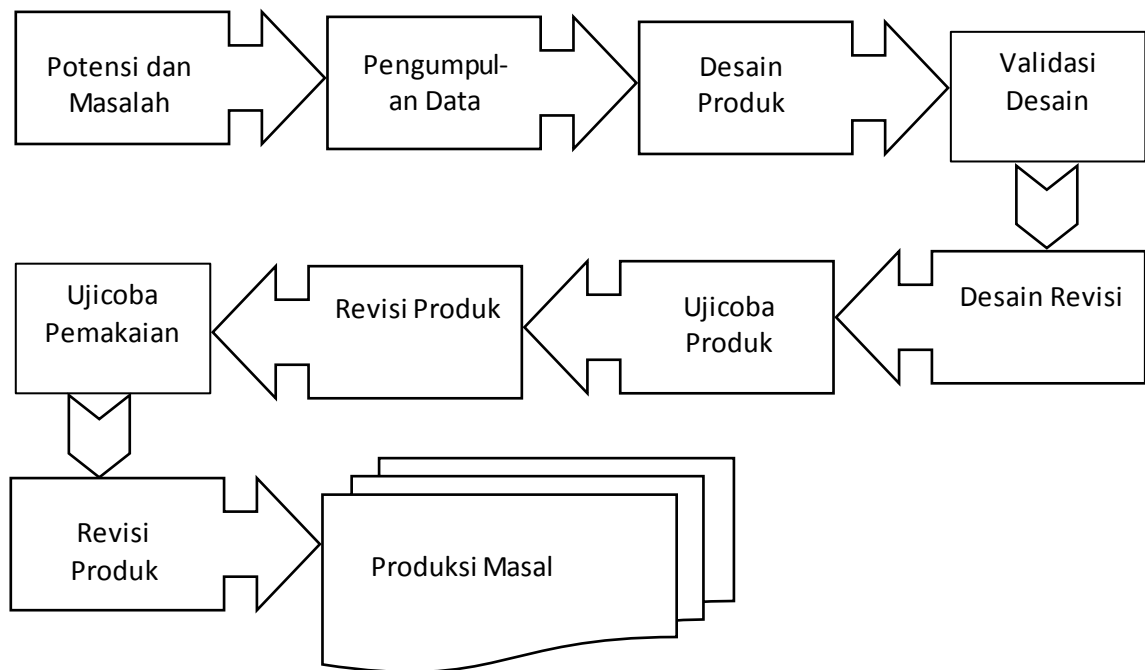 Potensi dan
Masalah
Pengumpul-
an Data
Desain
Produk
Validasi
Desain
Desain Revisi
Ujicoba
Produk
Revisi Produk
Ujicoba
Pemakaian
Revisi
Produk
Produksi Masal